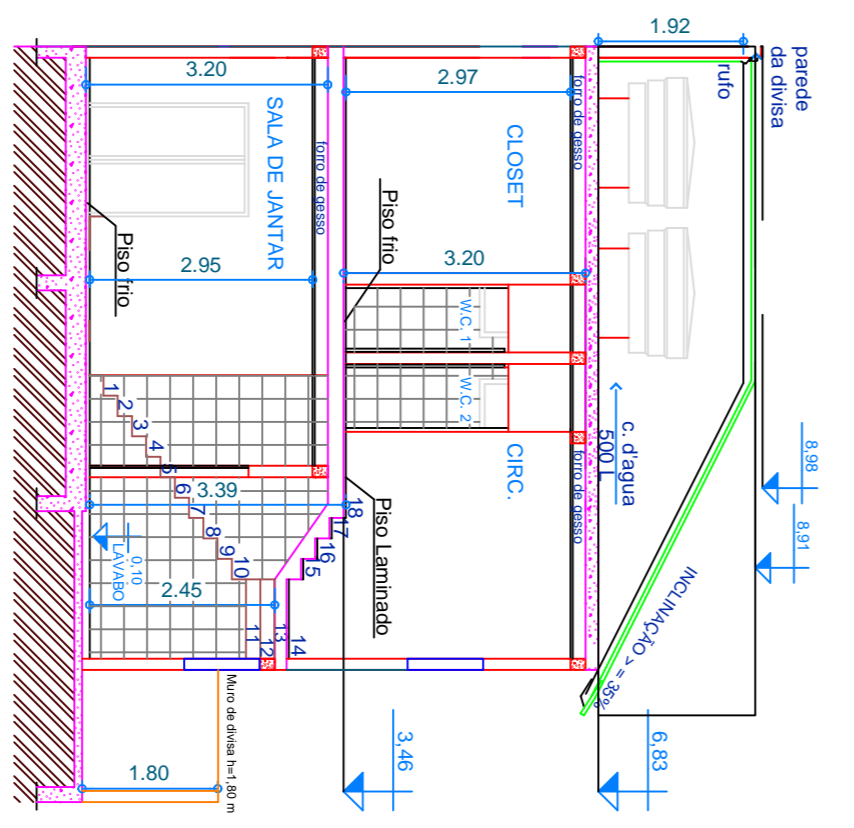 1.92
parede
da divisa
rufo
3.20
2.97
SALA DE JANTAR
forro de gesso
CLOSET
forro de gesso
Piso frio
Piso frio
2.95
3.20
W.C. 1
W.C. 2
1
2
3
4
5
6
7
8
9
10
11
12
13
14
15
16
17
18
3.39
CIRC.
forro de gesso
c. d'agua
500 L
8,98
8,91
0,10
LAVABO
2.45
Piso Laminado
INCLINAÇÃO >= 35%
Muro de divisa h=1,80 m
1.80
3,46
6,83